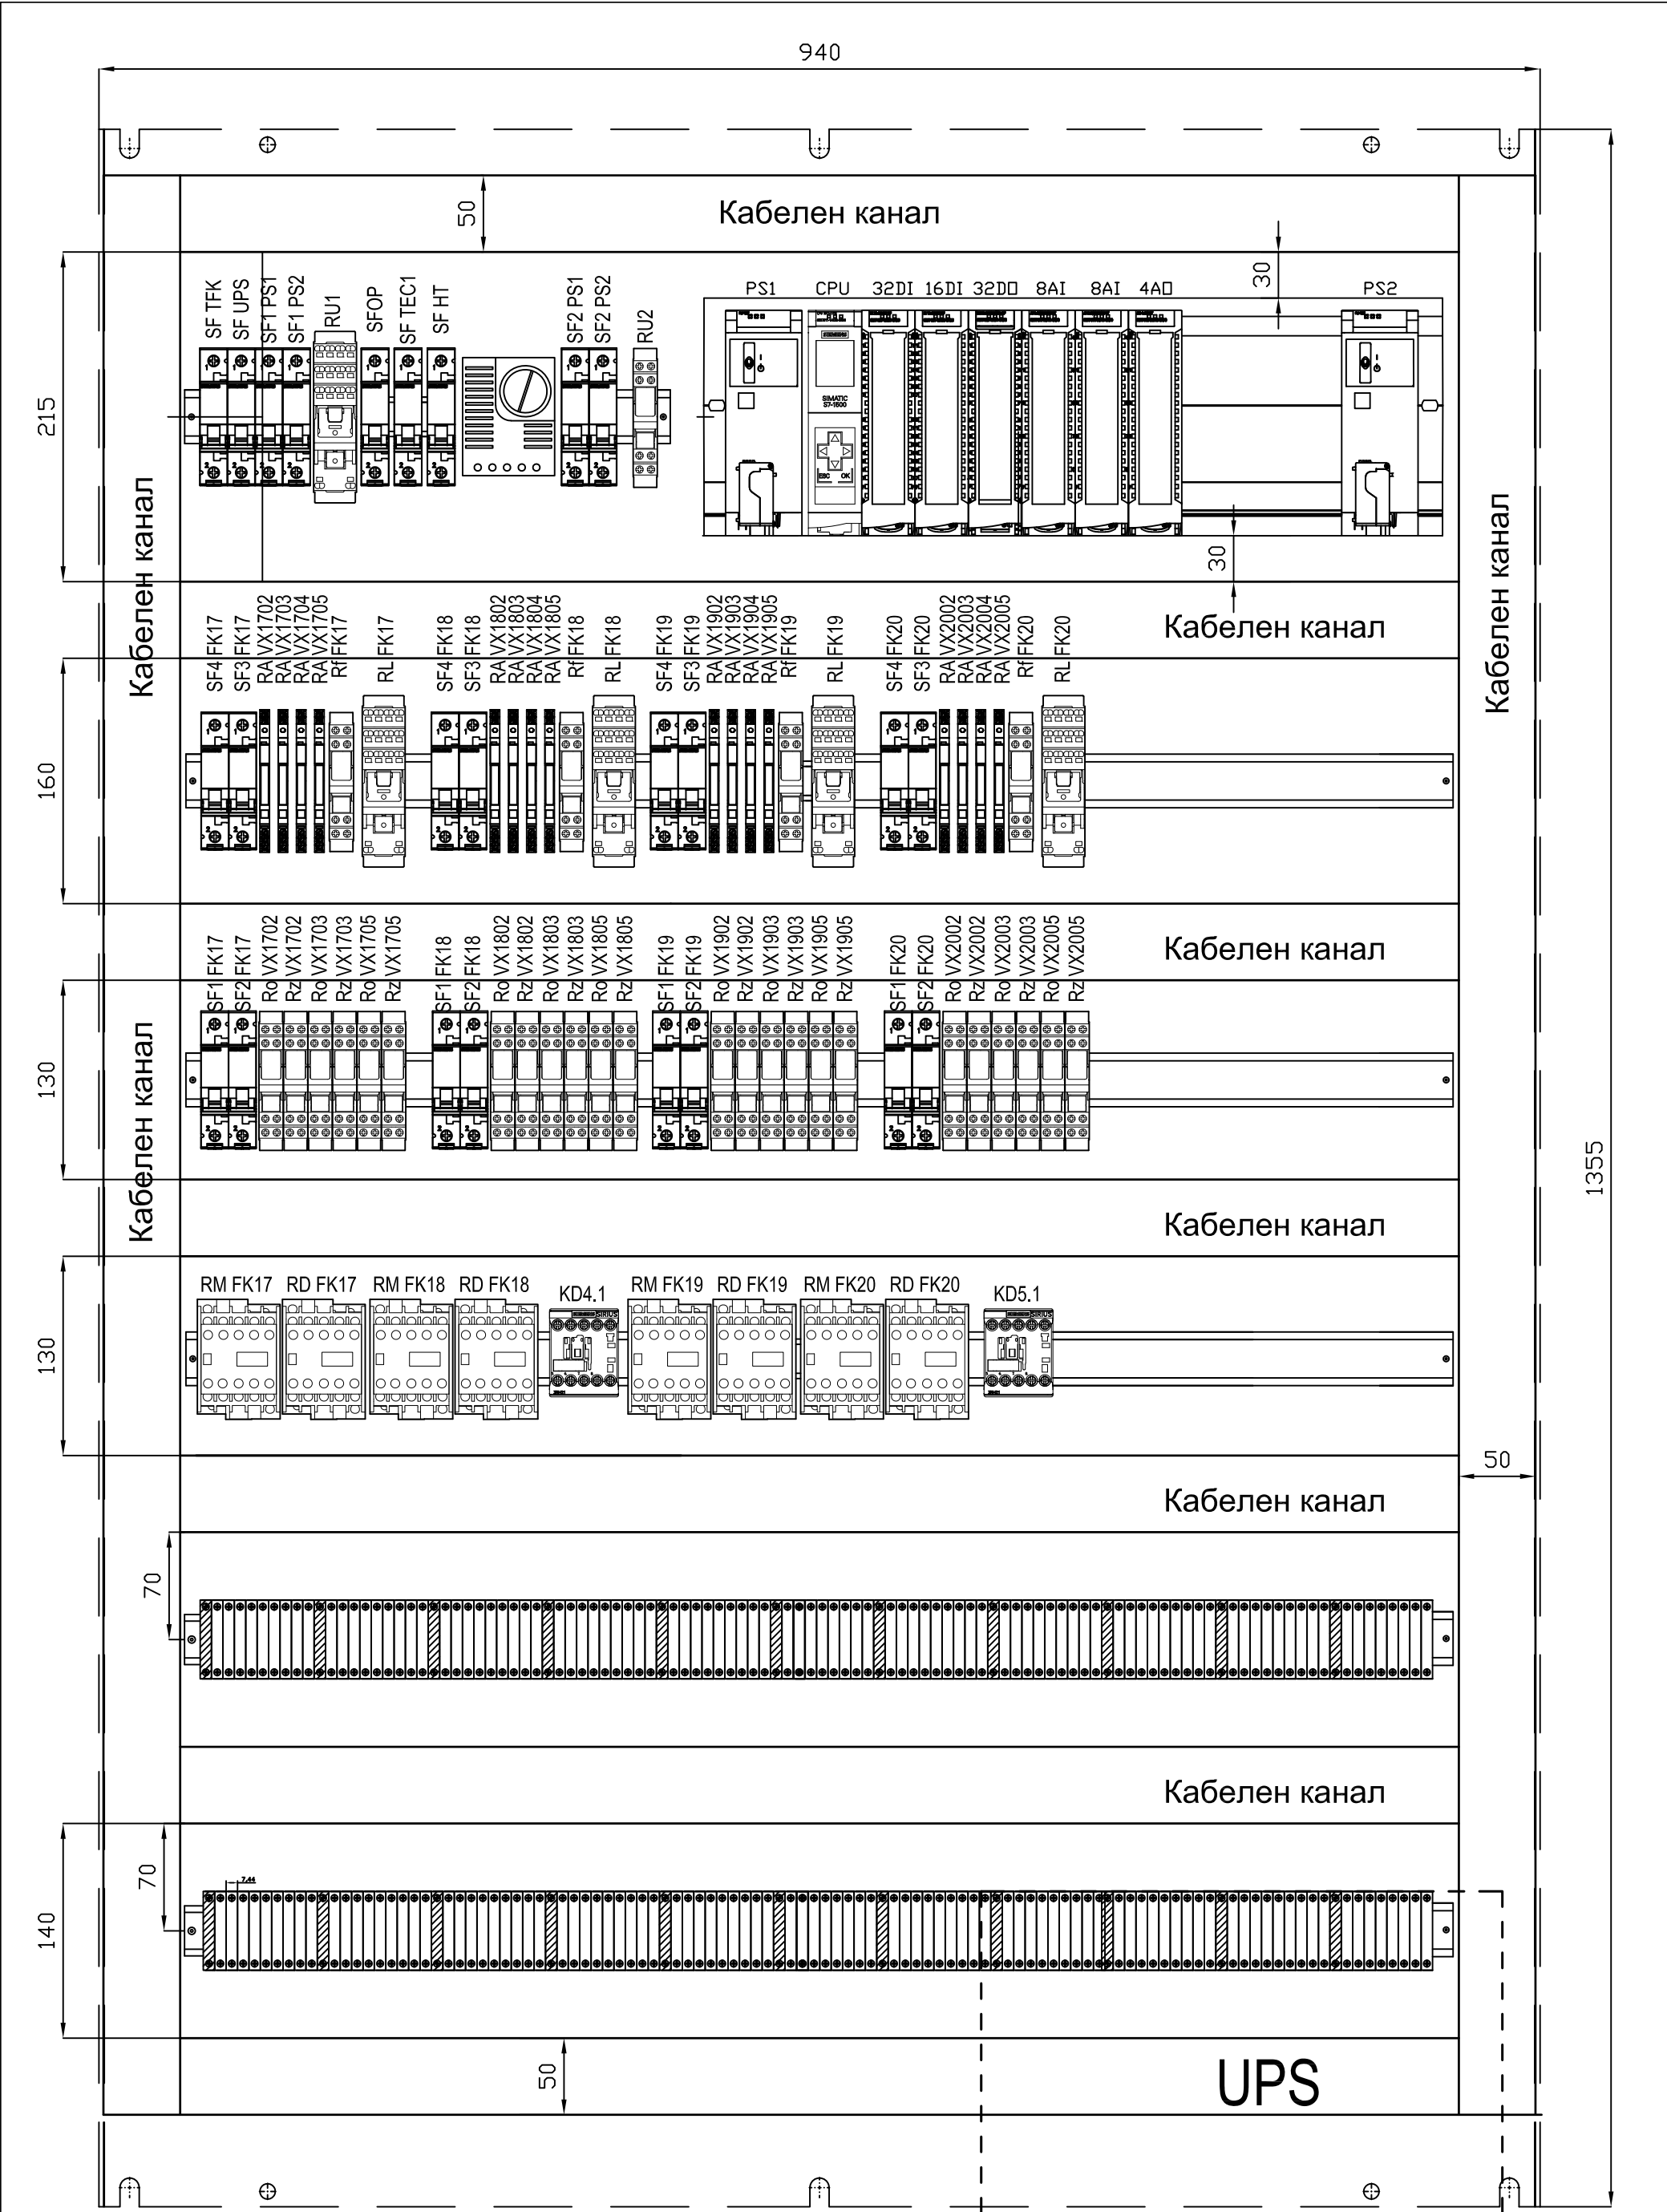 940
50
Кабелен канал
30
215
SF TFK
SF UPS
SF1 PS1
SF1 PS2
RU1
SFOP
SF TEC1
SF HT
SF2 PS1
SF2 PS2
RU2
PS1
CPU
32DI
16DI
32DO
8AI
8AI
4AO
PS2
SIEMENS
SIMATIC
S7-1500
ESC OK
30
Кабелен канал
Кабелен канал
Кабелен канал
160
SF4 FK17
SF3 FK17
RA VX1702
RA VX1703
RA VX1704
RA VX1705
Rf FK17
RL FK17
SF4 FK18
SF3 FK18
RA VX1802
RA VX1803
RA VX1804
RA VX1805
Rf FK18
RL FK18
SF4 FK19
SF3 FK19
RA VX1902
RA VX1903
RA VX1904
RA VX1905
Rf FK19
RL FK19
SF4 FK20
SF3 FK20
RA VX2002
RA VX2003
RA VX2004
RA VX2005
Rf FK20
RL FK20
Кабелен канал
130
Кабелен канал
SF1 FK17
SF2 FK17
Ro VX1702
Rz VX1702
Ro VX1703
Rz VX1703
Ro VX1705
Rz VX1705
SF1 FK18
SF2 FK18
Ro VX1802
Rz VX1802
Ro VX1803
Rz VX1803
Ro VX1805
Rz VX1805
SF1 FK19
SF2 FK19
Ro VX1902
Rz VX1902
Ro VX1903
Rz VX1903
Ro VX1905
Rz VX1905
SF1 FK20
SF2 FK20
Ro VX2002
Rz VX2002
Ro VX2003
Rz VX2003
Ro VX2005
Rz VX2005
1355
Кабелен канал
130
RM FK17
RD FK17
RM FK18
RD FK18
KD4.1
RM FK19
RD FK19
RM FK20
RD FK20
KD5.1
SIRIUS
SIRIUS
50
Кабелен канал
70
Кабелен канал
140
70
7.44
50
UPS